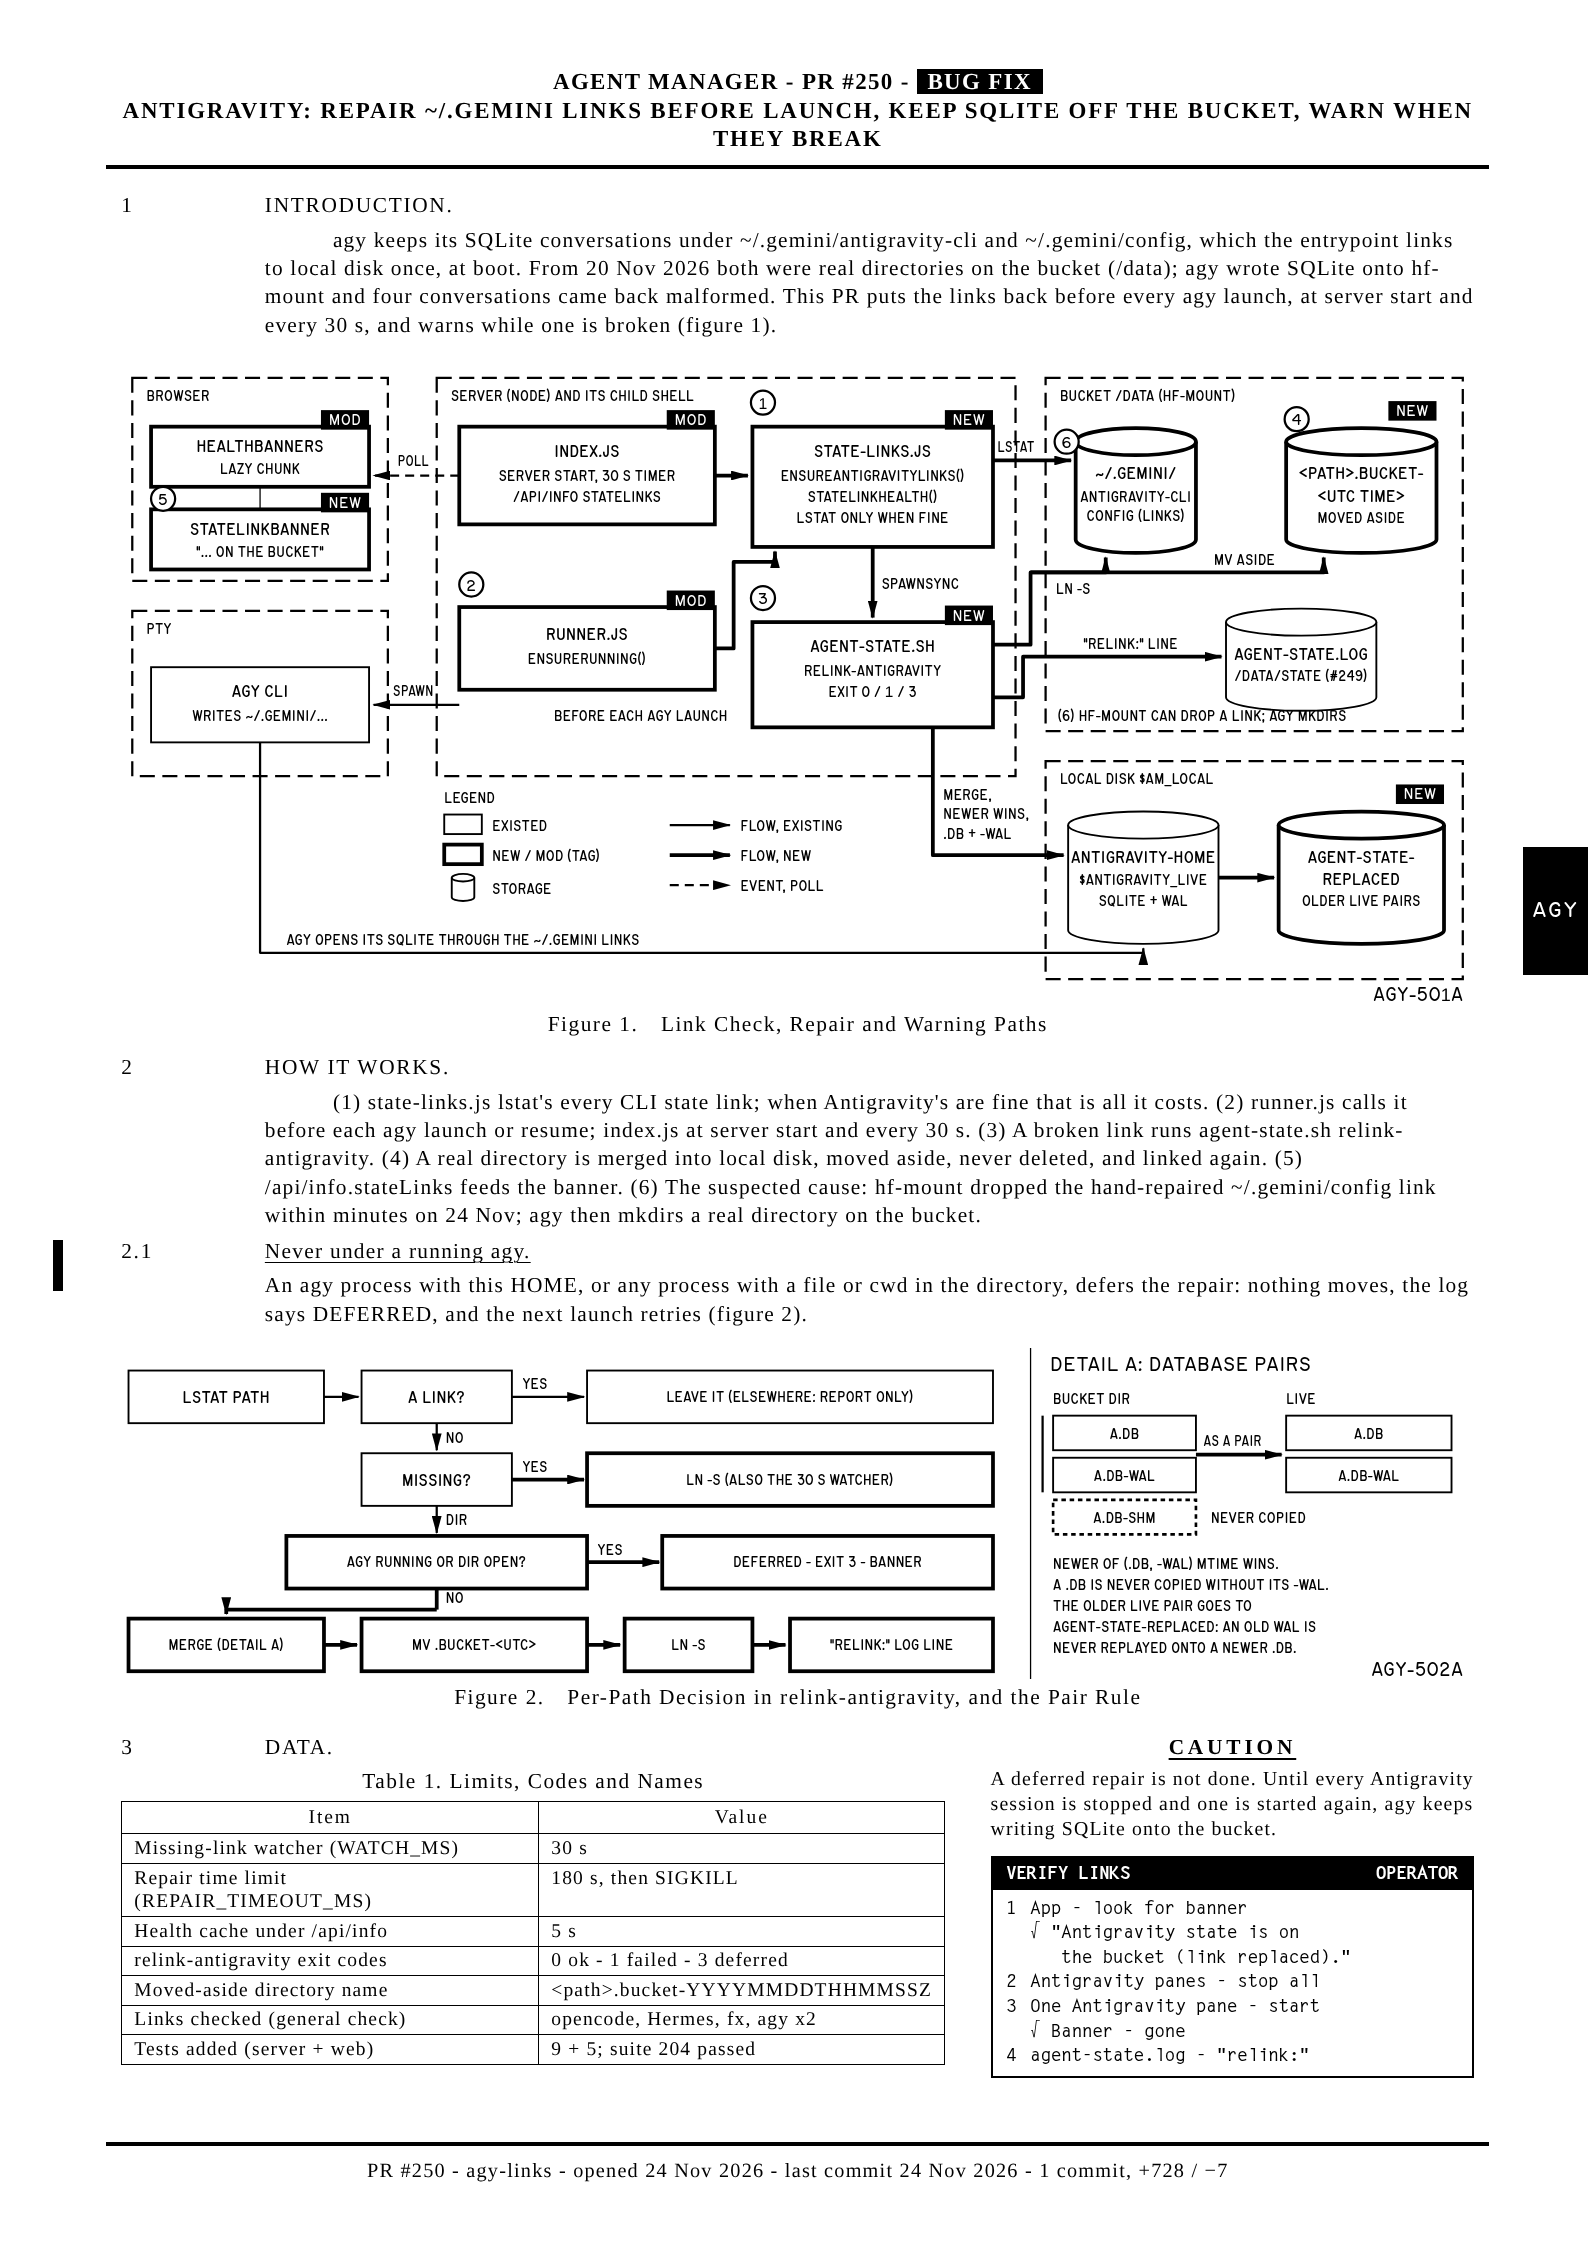 AGENT MANAGER - PR #250 - BUG FIX
ANTIGRAVITY: REPAIR ~/.GEMINI LINKS BEFORE LAUNCH, KEEP SQLITE OFF THE BUCKET, WARN WHEN
THEY BREAK
1 INTRODUCTION.
agy keeps its SQLite conversations under ~/.gemini/antigravity-cli and ~/.gemini/config, which the entrypoint links
to local disk once, at boot. From 20 Nov 2026 both were real directories on the bucket (/data); agy wrote SQLite onto hf-
mount and four conversations came back malformed. This PR puts the links back before every agy launch, at server start and
every 30 s, and warns while one is broken (figure 1).
BROWSER
MOD
HEALTHBANNERS
LAZY CHUNK
5
NEW
STATELINKBANNER
"... ON THE BUCKET"
POLL
PTY
AGY CLI
WRITES ~/.GEMINI/...
SPAWN
SERVER (NODE) AND ITS CHILD SHELL
MOD
INDEX.JS
SERVER START, 30 S TIMER
/API/INFO STATELINKS
1
NEW
STATE-LINKS.JS
ENSUREANTIGRAVITYLINKS()
STATELINKHEALTH()
LSTAT ONLY WHEN FINE
LSTAT
2
MOD
RUNNER.JS
ENSURERUNNING()
BEFORE EACH AGY LAUNCH
SPAWNSYNC
3
NEW
AGENT-STATE.SH
RELINK-ANTIGRAVITY
EXIT 0 / 1 / 3
BUCKET /DATA (HF-MOUNT)
6
~/.GEMINI/
ANTIGRAVITY-CLI
CONFIG (LINKS)
4
NEW
<PATH>.BUCKET-
<UTC TIME>
MOVED ASIDE
MV ASIDE
LN -S
"RELINK:" LINE
AGENT-STATE.LOG
/DATA/STATE (#249)
(6) HF-MOUNT CAN DROP A LINK; AGY MKDIRS
MERGE,
NEWER WINS,
.DB + -WAL
LOCAL DISK $AM_LOCAL
ANTIGRAVITY-HOME
$ANTIGRAVITY_LIVE
SQLITE + WAL
NEW
AGENT-STATE-
REPLACED
OLDER LIVE PAIRS
LEGEND
EXISTED
NEW / MOD (TAG)
STORAGE
FLOW, EXISTING
FLOW, NEW
EVENT, POLL
AGY OPENS ITS SQLITE THROUGH THE ~/.GEMINI LINKS
AGY-501A
AGY
Figure 1. Link Check, Repair and Warning Paths
2 HOW IT WORKS.
(1) state-links.js lstat's every CLI state link; when Antigravity's are fine that is all it costs. (2) runner.js calls it
before each agy launch or resume; index.js at server start and every 30 s. (3) A broken link runs agent-state.sh relink-
antigravity. (4) A real directory is merged into local disk, moved aside, never deleted, and linked again. (5)
/api/info.stateLinks feeds the banner. (6) The suspected cause: hf-mount dropped the hand-repaired ~/.gemini/config link
within minutes on 24 Nov; agy then mkdirs a real directory on the bucket.
2.1 Never under a running agy.
An agy process with this HOME, or any process with a file or cwd in the directory, defers the repair: nothing moves, the log
says DEFERRED, and the next launch retries (figure 2).
LSTAT PATH
A LINK?
YES
LEAVE IT (ELSEWHERE: REPORT ONLY)
NO
MISSING?
YES
LN -S (ALSO THE 30 S WATCHER)
DIR
AGY RUNNING OR DIR OPEN?
YES
DEFERRED - EXIT 3 - BANNER
NO
MERGE (DETAIL A)
MV .BUCKET-<UTC>
LN -S
"RELINK:" LOG LINE
DETAIL A: DATABASE PAIRS
BUCKET DIR
LIVE
A.DB
AS A PAIR
A.DB
A.DB-WAL
A.DB-WAL
A.DB-SHM
NEVER COPIED
NEWER OF (.DB, -WAL) MTIME WINS.
A .DB IS NEVER COPIED WITHOUT ITS -WAL.
THE OLDER LIVE PAIR GOES TO
AGENT-STATE-REPLACED: AN OLD WAL IS
NEVER REPLAYED ONTO A NEWER .DB.
AGY-502A
Figure 2. Per-Path Decision in relink-antigravity, and the Pair Rule
3 DATA.
Table 1. Limits, Codes and Names
Item Value
Missing-link watcher (WATCH_MS) 30 s
Repair time limit
(REPAIR_TIMEOUT_MS) 180 s, then SIGKILL
Health cache under /api/info 5 s
relink-antigravity exit codes 0 ok - 1 failed - 3 deferred
Moved-aside directory name <path>.bucket-YYYYMMDDTHHMMSSZ
Links checked (general check) opencode, Hermes, fx, agy x2
Tests added (server + web) 9 + 5; suite 204 passed
CAUTION
A deferred repair is not done. Until every Antigravity
session is stopped and one is started again, agy keeps
writing SQLite onto the bucket.
VERIFY LINKS OPERATOR
1 App - look for banner
√ "Antigravity state is on
the bucket (link replaced)."
2 Antigravity panes - stop all
3 One Antigravity pane - start
√ Banner - gone
4 agent-state.log - "relink:"
PR #250 - agy-links - opened 24 Nov 2026 - last commit 24 Nov 2026 - 1 commit, +728 / −7